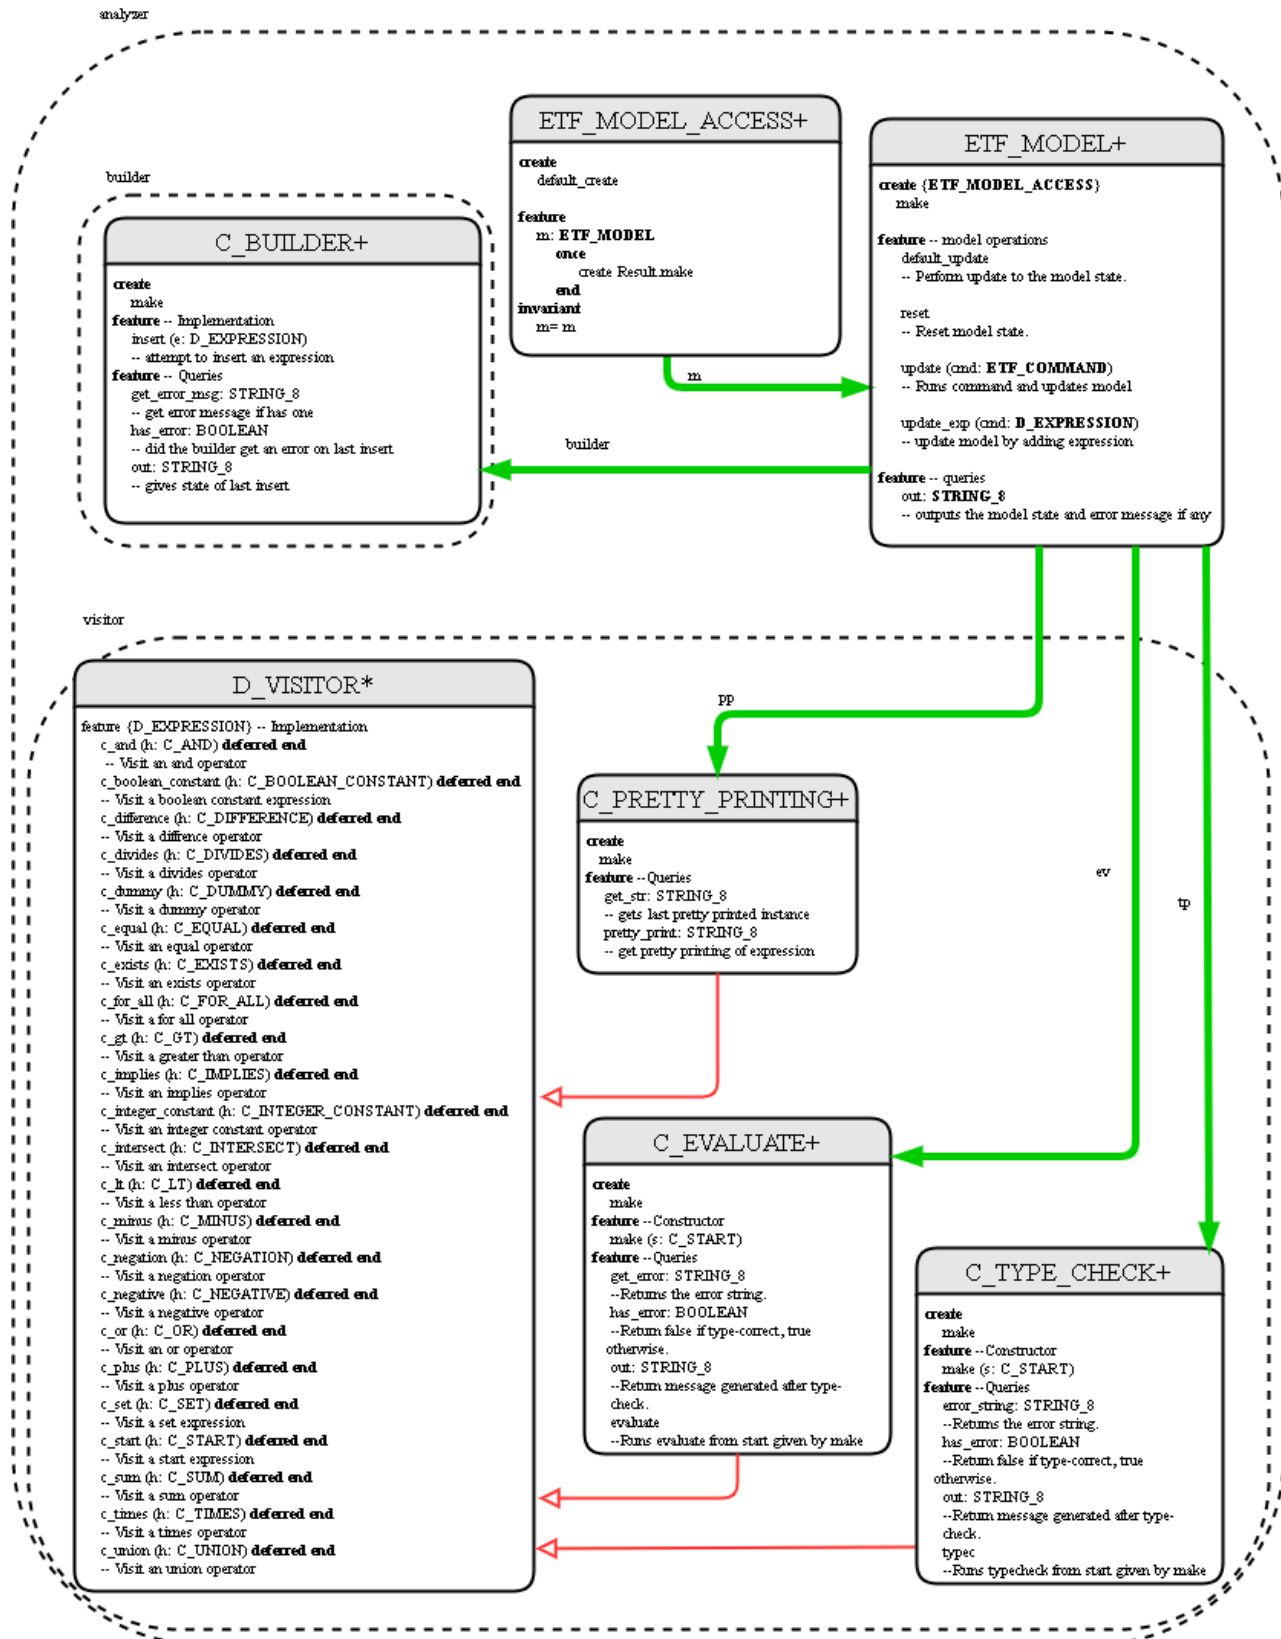 analyzer
ETF_MODEL_ACCESS+
create
default_create
feature
m: ETF_MODEL
once
create Result.make
end
invariant
m= m
ETF_MODEL+
create {ETF_MODEL_ACCESS}
make
feature -- model operations
default_update
-- Perform update to the model state.
reset
-- Reset model state.
update (cmd: ETF_COMMAND)
-- Runs command and updates model
update_exp (cmd: D_EXPRESSION)
-- update model by adding expression
feature -- queries
out: STRING_8
-- outputs the model state and error message if any
builder
C_BUILDER+
create
make
feature -- Implementation
insert (e: D_EXPRESSION)
-- attempt to insert an expression
feature -- Queries
get_error_msg: STRING_8
-- get error message if has one
has_error: BOOLEAN
-- did the builder get an error on last insert
out: STRING_8
-- gives state of last insert
m
builder
visitor
D_VISITOR*
feature {D_EXPRESSION} -- Implementation
c_and (h: C_AND) deferred end
-- Visit an and operator
c_boolean_constant (h: C_BOOLEAN_CONSTANT) deferred end
-- Visit a boolean constant expression
c_difference (h: C_DIFFERENCE) deferred end
-- Visit a diffrence operator
c_divides (h: C_DIVIDES) deferred end
-- Visit a divides operator
c_dummy (h: C_DUMMY) deferred end
-- Visit a dummy operator
c_equal (h: C_EQUAL) deferred end
-- Visit an equal operator
c_exists (h: C_EXISTS) deferred end
-- Visit an exists operator
c_for_all (h: C_FOR_ALL) deferred end
-- Visit a for all operator
c_gt (h: C_GT) deferred end
-- Visit a greater than operator
c_implies (h: C_IMPLIES) deferred end
-- Visit an implies operator
c_integer_constant (h: C_INTEGER_CONSTANT) deferred end
-- Visit an integer constant operator
c_intersect (h: C_INTERSECT) deferred end
-- Visit an intersect operator
c_lt (h: C_LT) deferred end
-- Visit a less than operator
c_minus (h: C_MINUS) deferred end
-- Visit a minus operator
c_negation (h: C_NEGATION) deferred end
-- Visit a negation operator
c_negative (h: C_NEGATIVE) deferred end
-- Visit a negative operator
c_or (h: C_OR) deferred end
-- Visit an or operator
c_plus (h: C_PLUS) deferred end
-- Visit a plus operator
c_set (h: C_SET) deferred end
-- Visit a set expression
c_start (h: C_START) deferred end
-- Visit a start expression
c_sum (h: C_SUM) deferred end
-- Visit a sum operator
c_times (h: C_TIMES) deferred end
-- Visit a times operator
c_union (h: C_UNION) deferred end
-- Visit an union operator
pp
C_PRETTY_PRINTING+
create
make
feature --Queries
get_str: STRING_8
-- gets last pretty printed instance
pretty_print: STRING_8
-- get pretty printing of expression
ev
tp
C_EVALUATE+
create
make
feature --Constructor
make (s: C_START)
feature --Queries
get_error: STRING_8
--Returns the error string.
has_error: BOOLEAN
--Return false if type-correct, true
otherwise.
out: STRING_8
--Return message generated after type-
check.
evaluate
--Runs evaluate from start given by make
C_TYPE_CHECK+
create
make
feature --Constructor
make (s: C_START)
feature --Queries
error_string: STRING_8
--Returns the error string.
has_error: BOOLEAN
--Return false if type-correct, true
otherwise.
out: STRING_8
--Return message generated after type-
check.
typec
--Runs typecheck from start given by make